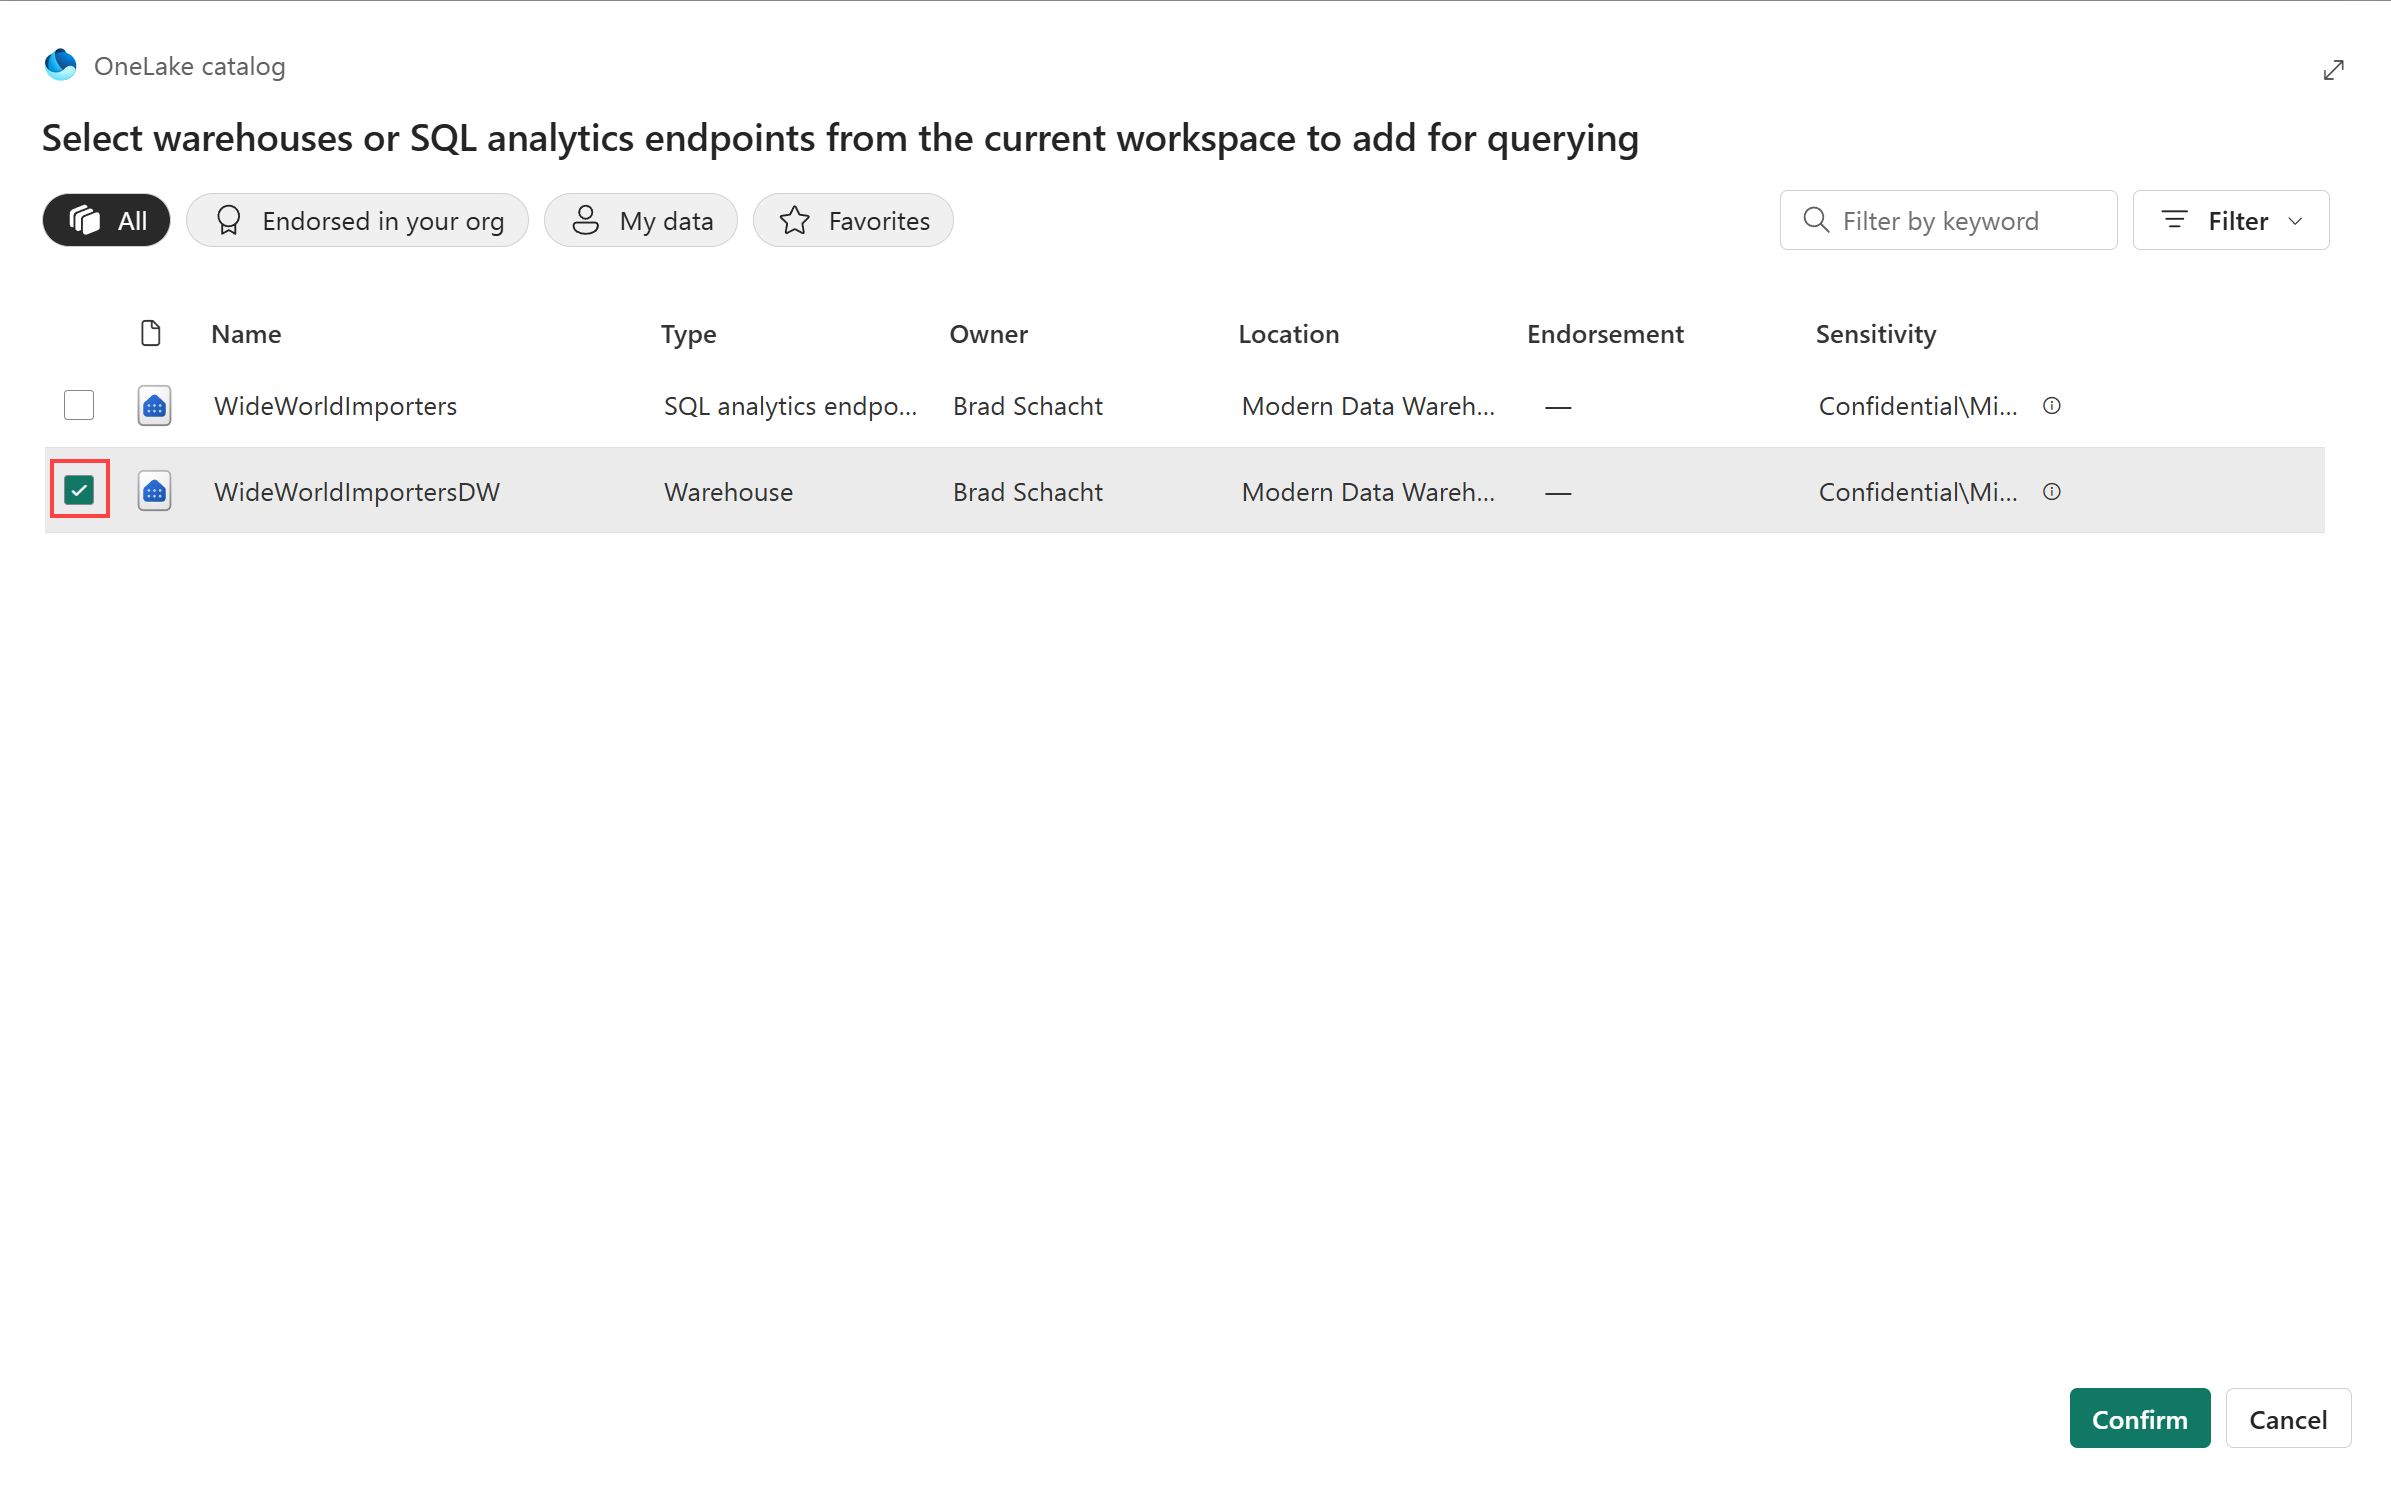 OneLake catalog
Select warehouses or SQL analytics endpoints from the current workspace to add for querying
All Endorsed in your org My data Favorites Filter by keyword Filter
Name Type Owner Location Endorsement Sensitivity
WideWorldImporters SQL analytics endpo... Brad Schacht Modern Data Wareh... — Confidential\Mi...
WideWorldImportersDW Warehouse Brad Schacht Modern Data Wareh... — Confidential\Mi...
Confirm Cancel